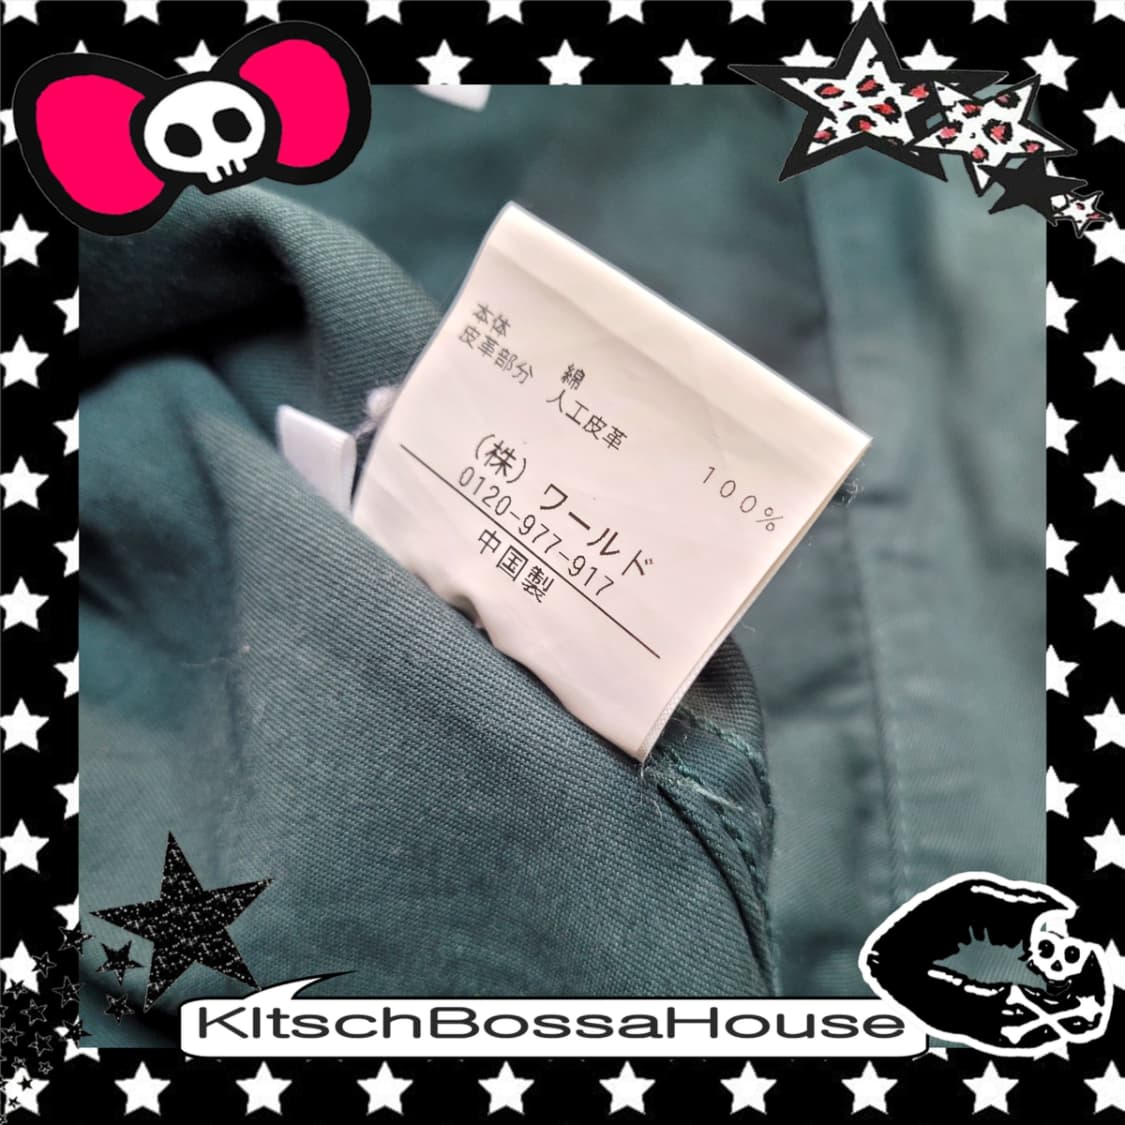 本体 綿 100%
皮革部分 人工皮革
(株) ワールド
0120-977-917
中国製
KItschBossaHouse